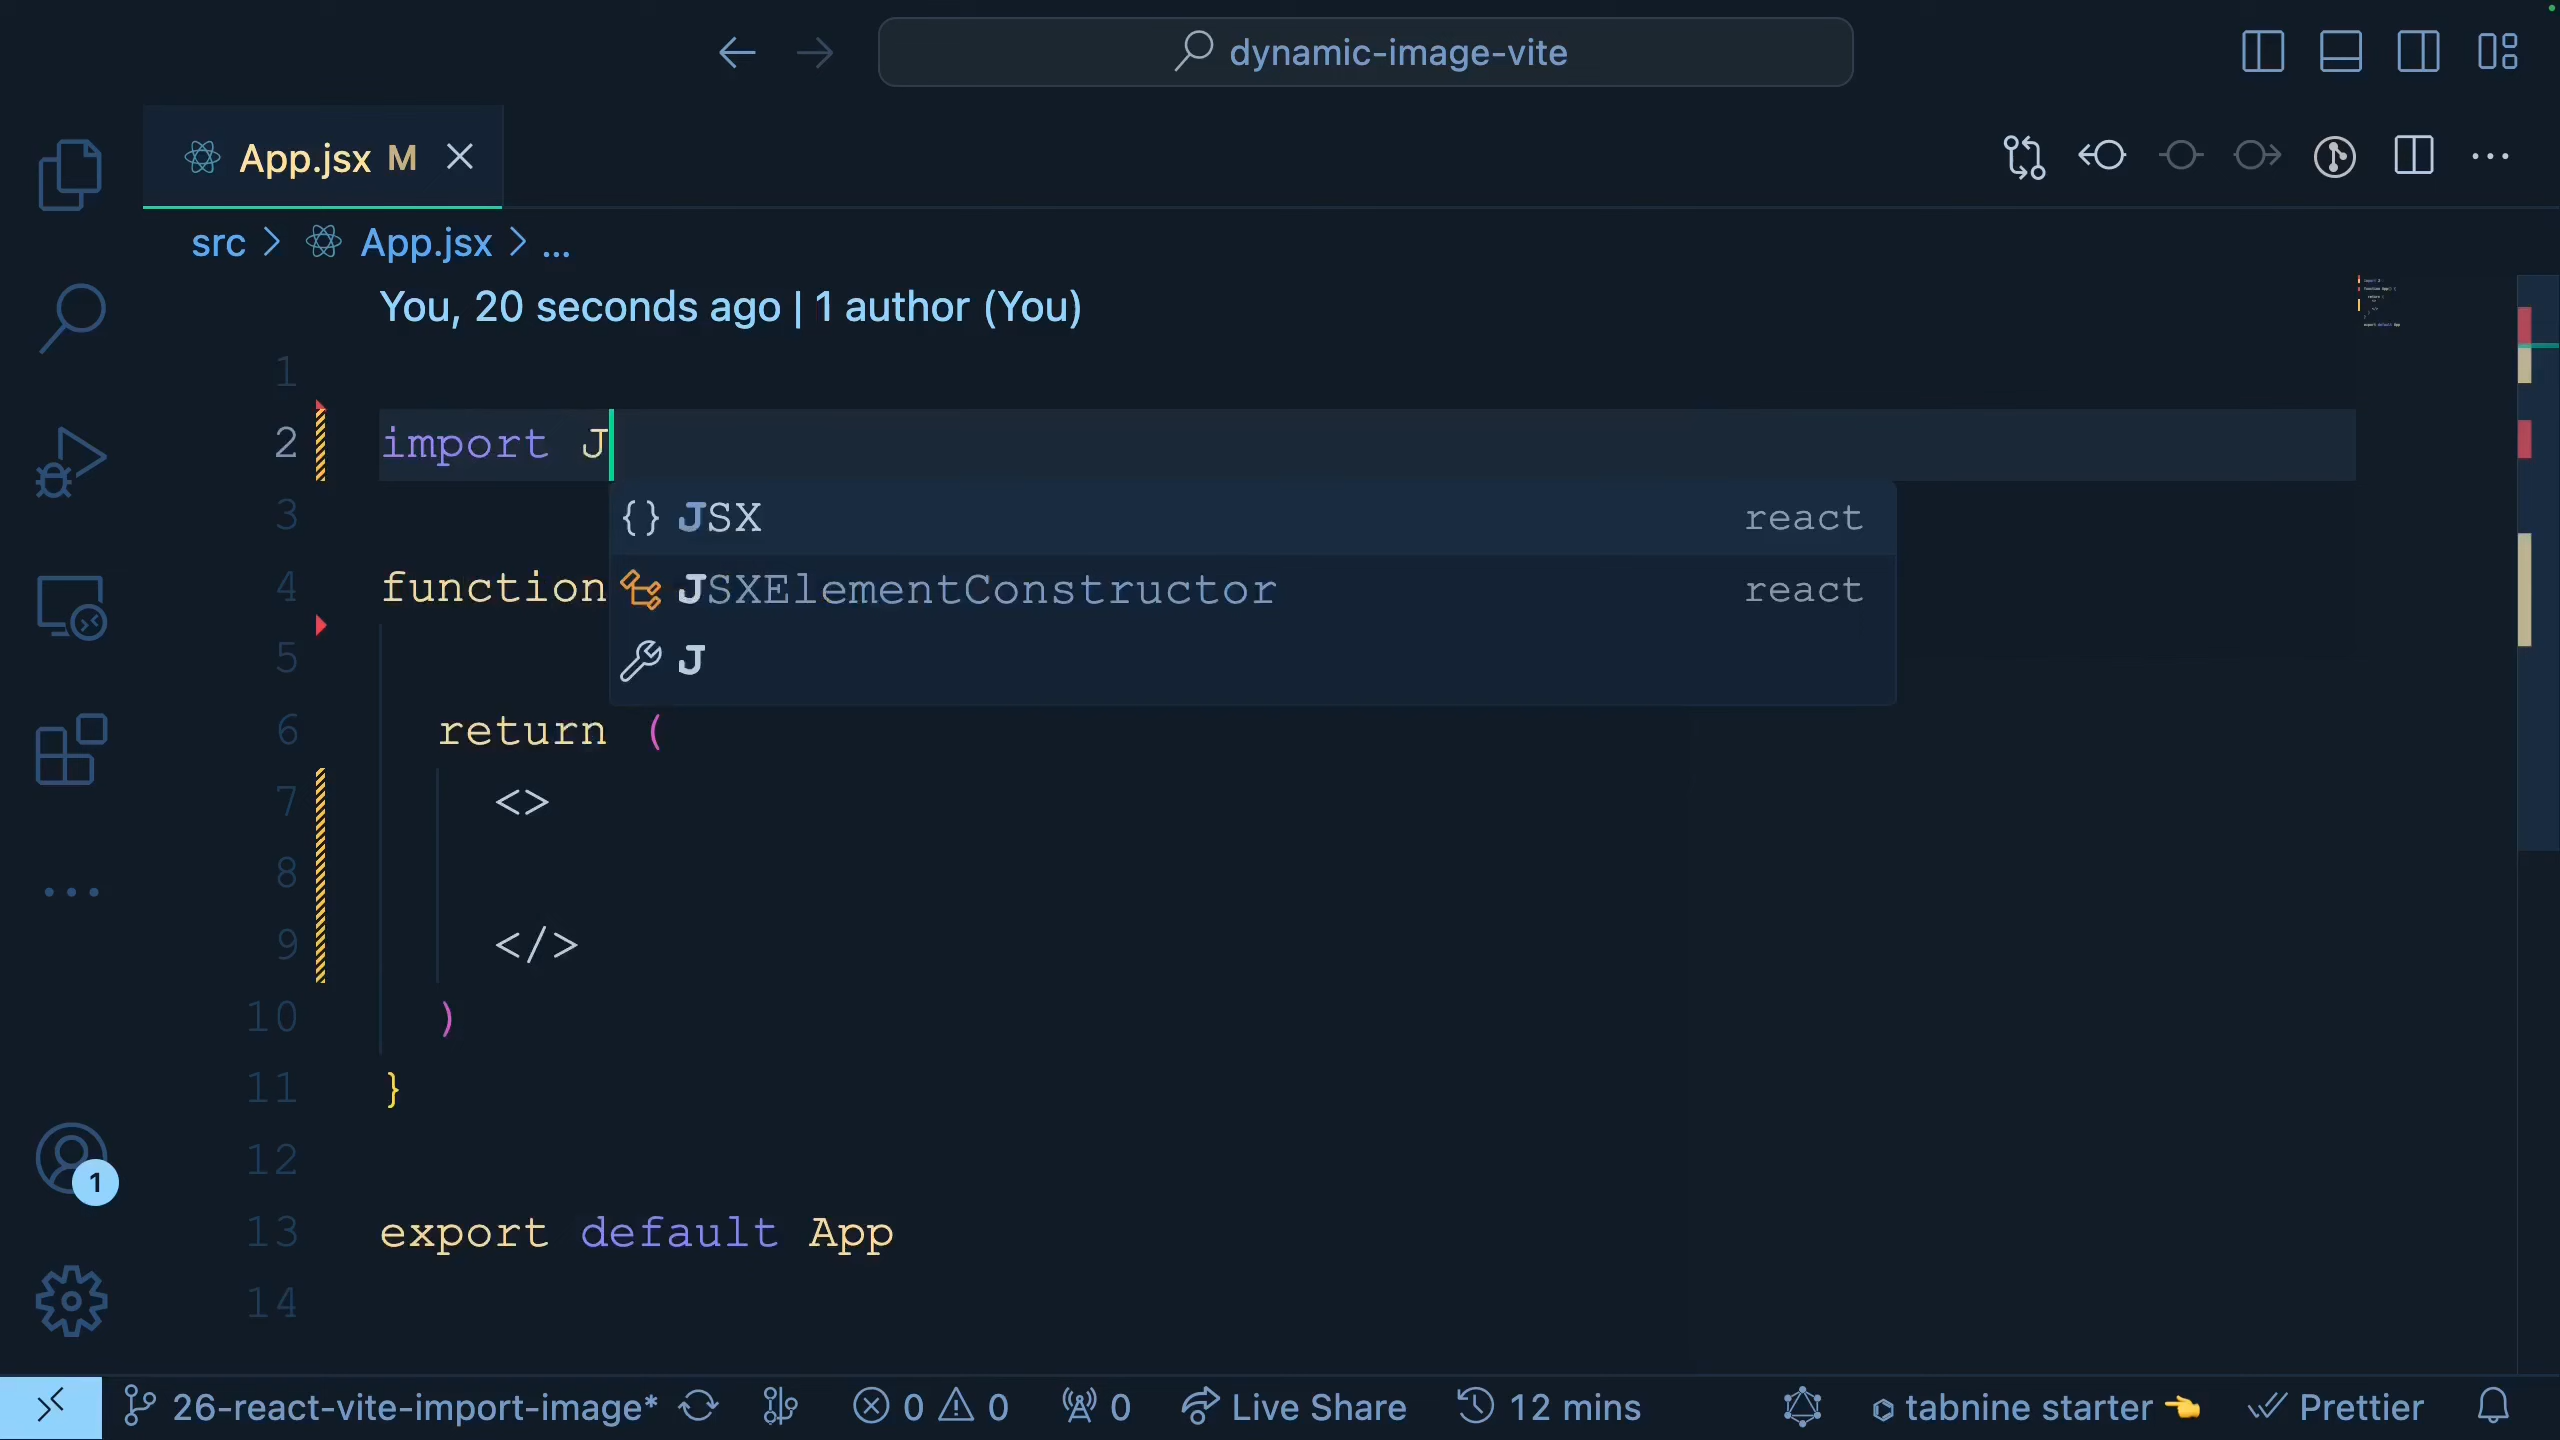 dynamic-image-vite
App.jsx M
src > App.jsx > ...
You, 20 seconds ago | 1 author (You)
1
2 import J
JSX react
3
4 function
JSXElementConstructor react
5
J
6 return (
7 <>
8
9 </>
10 )
11 }
12
13 export default App
14
1
26-react-vite-import-image* 0 0 0 Live Share 12 mins tabnine starter 👈 Prettier